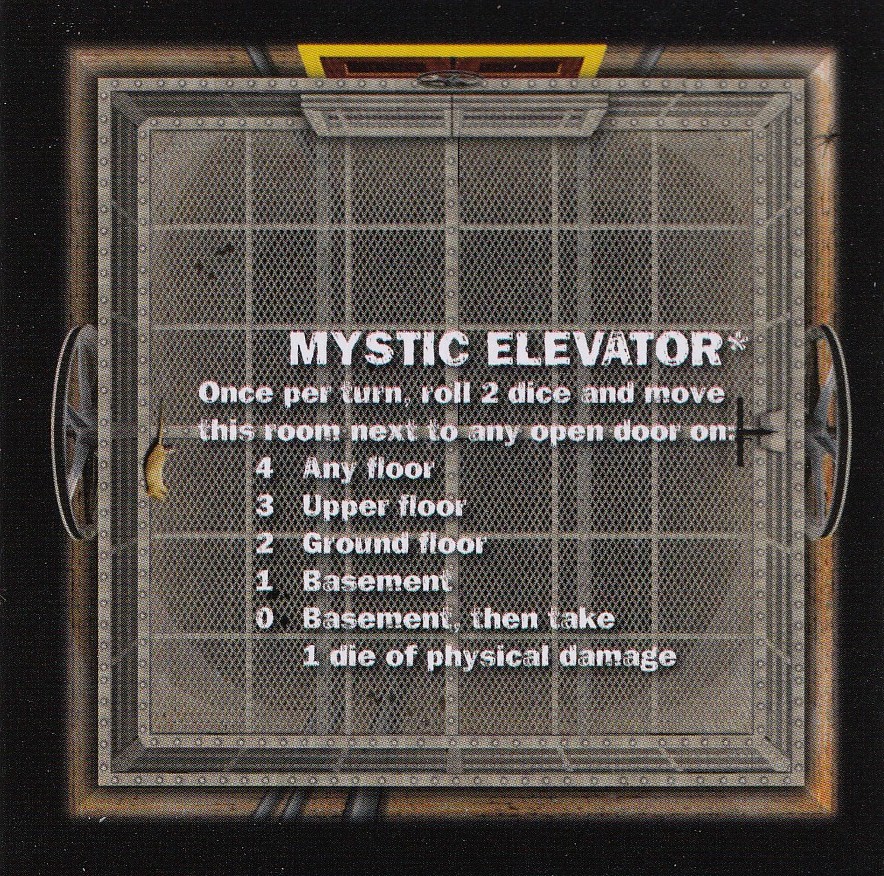 MYSTIC ELEVATOR*
Once per turn, roll 2 dice and move
this room next to any open door on:
4 Any floor
3 Upper floor
2 Ground floor
1 Basement
0 Basement, then take
1 die of physical damage